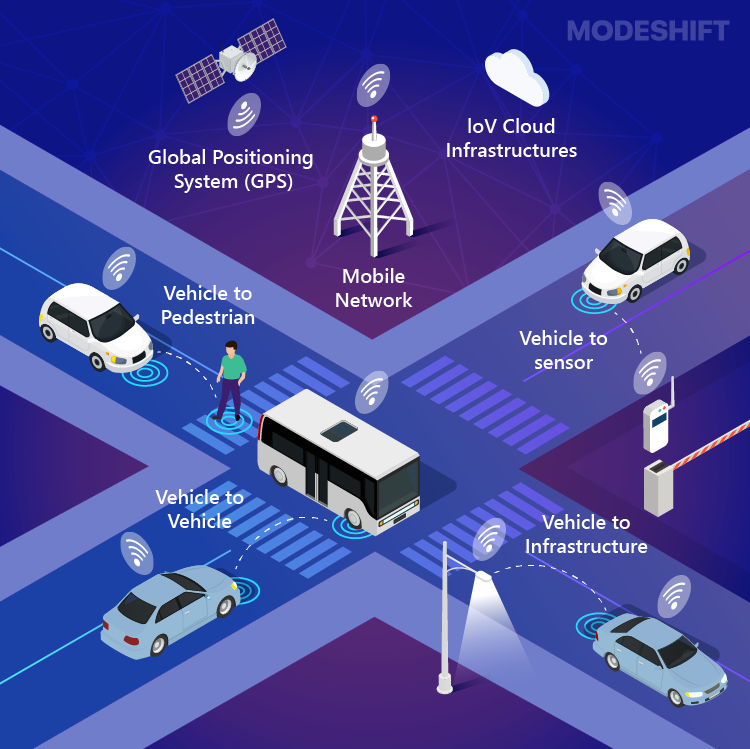 MODESHIFT
IoV Cloud
Infrastructures
Global Positioning
System (GPS)
Mobile
Network
Vehicle to
Pedestrian
Vehicle to
sensor
Vehicle to
Vehicle
Vehicle to
Infrastructure